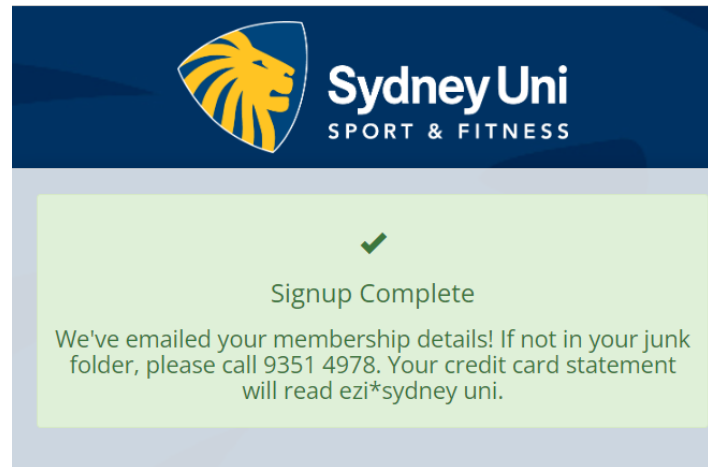 Sydney Uni
SPORT & FITNESS
Signup Complete
We've emailed your membership details! If not in your junk
folder, please call 9351 4978. Your credit card statement
will read ezi*sydney uni.